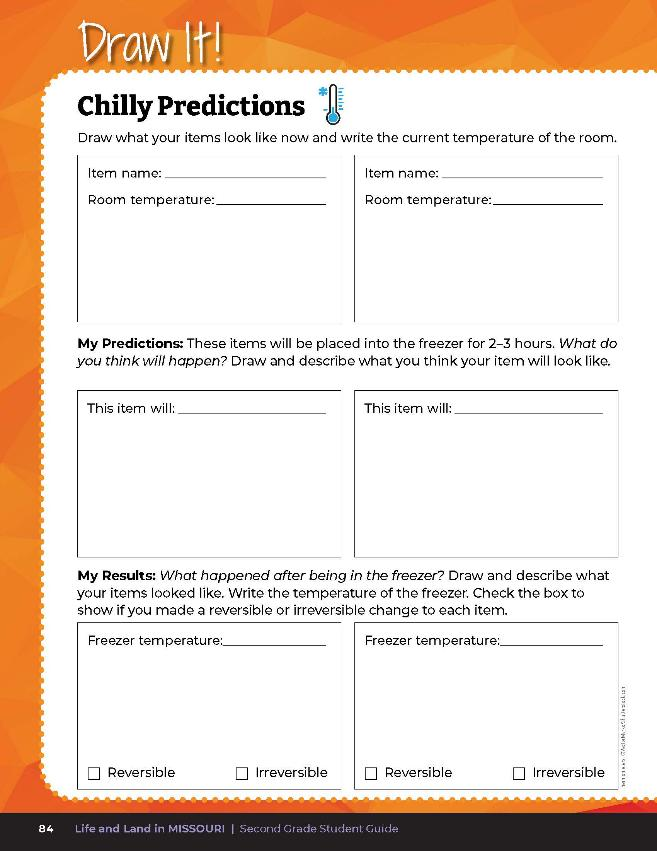 Draw It!
Chilly Predictions
Draw what your items look like now and write the current temperature of the room.
Item name:
Room temperature:
Item name:
Room temperature:
My Predictions: These items will be placed into the freezer for 2–3 hours. What do
you think will happen? Draw and describe what you think your item will look like.
This item will:
This item will:
My Results: What happened after being in the freezer? Draw and describe what
your items looked like. Write the temperature of the freezer. Check the box to
show if you made a reversible or irreversible change to each item.
Freezer temperature:
Reversible
Irreversible
Freezer temperature:
Reversible
Irreversible
84 Life and Land in MISSOURI | Second Grade Student Guide